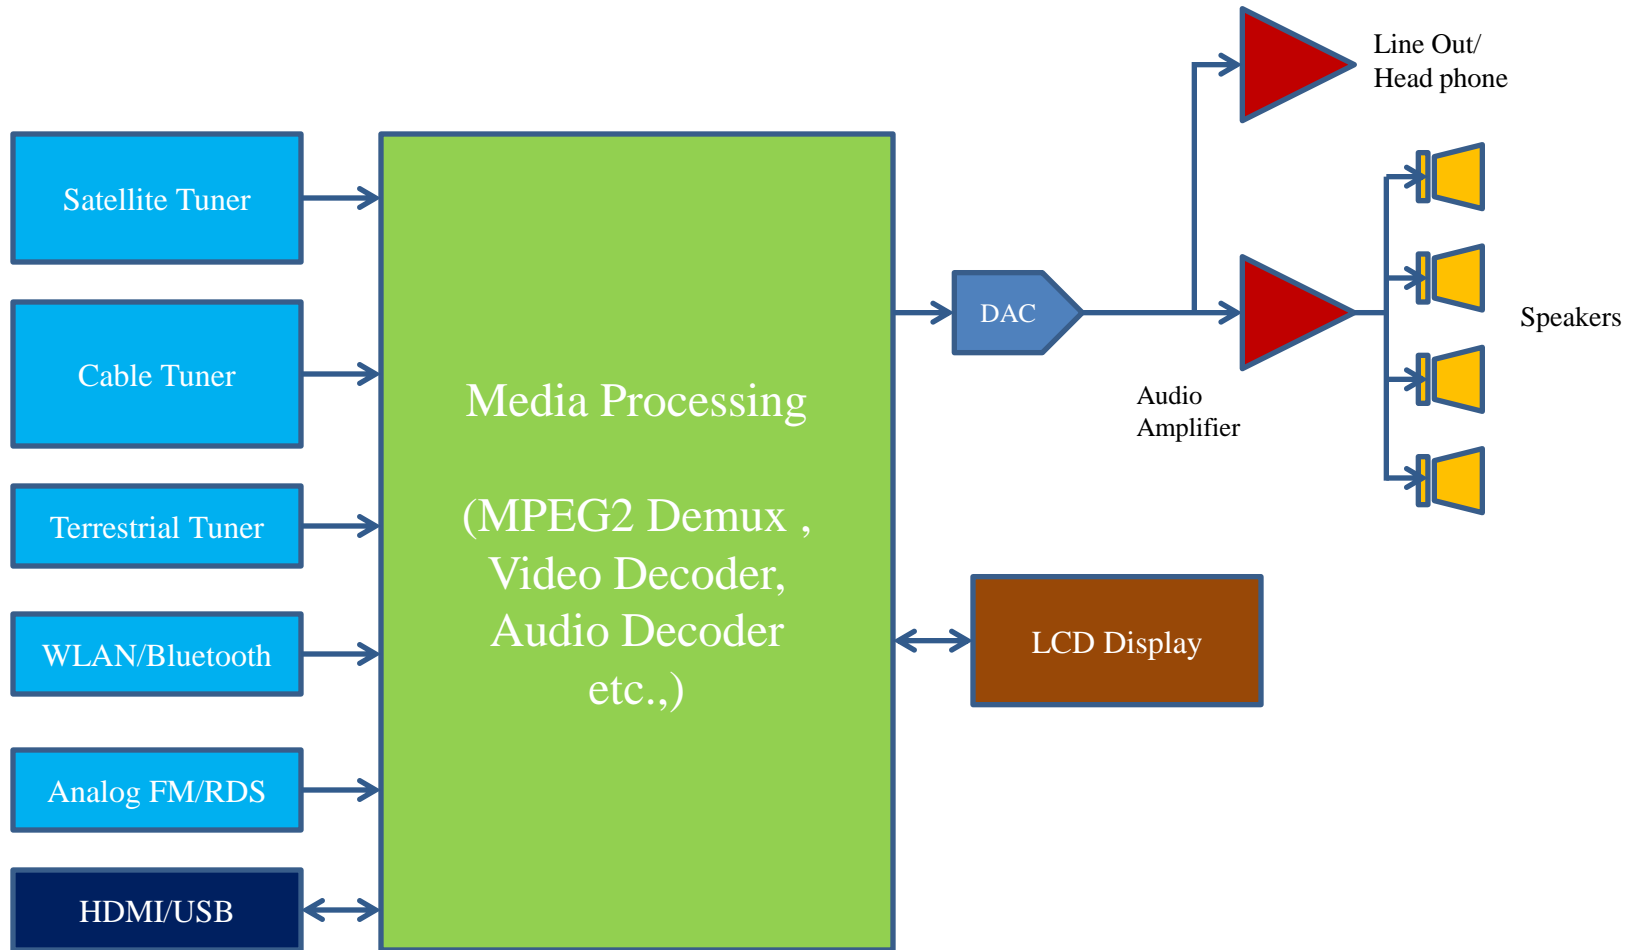 Line Out/
Head phone
Satellite Tuner
Cable Tuner
Terrestrial Tuner
WLAN/Bluetooth
Analog FM/RDS
HDMI/USB
Media Processing
(MPEG2 Demux ,
Video Decoder,
Audio Decoder
etc.,)
DAC
Audio
Amplifier
Speakers
LCD Display